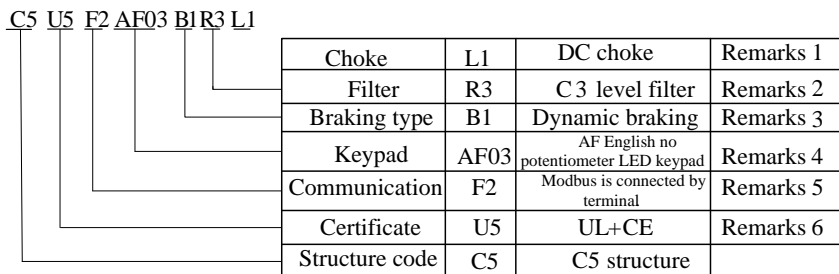 C5 U5 F2 AF03 B1R3 L1
Choke L1 DC choke Remarks 1
Filter R3 C3 level filter Remarks 2
Braking type B1 Dynamic braking Remarks 3
Keypad AF03 AF English no potentiometer LED keypad Remarks 4
Communication F2 Modbus is connected by terminal Remarks 5
Certificate U5 UL+CE Remarks 6
Structure code C5 C5 structure